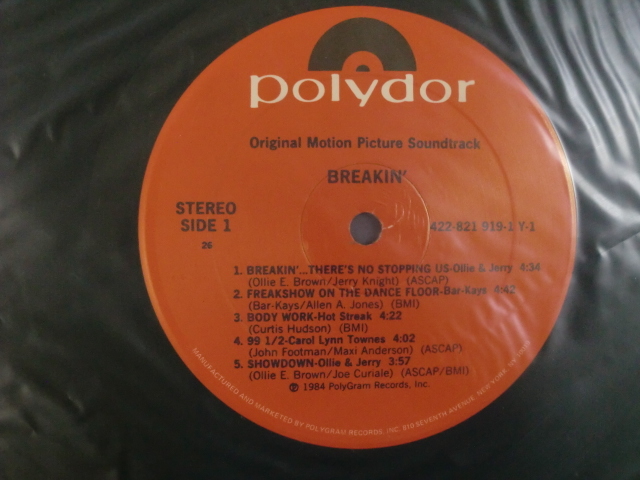 polydor
Original Motion Picture Soundtrack
BREAKIN'
STEREO
SIDE 1
26
422-821 919-1 Y-1
1. BREAKIN'...THERE'S NO STOPPING US-Ollie & Jerry 4:34
(Ollie E. Brown/Jerry Knight) (ASCAP)
2. FREAKSHOW ON THE DANCE FLOOR-Bar-Kays 4:42
(Bar-Kays/Allen A. Jones) (BMI)
3. BODY WORK-Hot Streak 4:22
(Curtis Hudson) (BMI)
4. 99 1/2-Carol Lynn Townes 4:02
(John Footman/Maxi Anderson) (ASCAP)
5. SHOWDOWN-Ollie & Jerry 3:57
(Ollie E. Brown/Joe Curiale) (ASCAP/BMI)
℗ 1984 PolyGram Records, Inc.
MANUFACTURED AND MARKETED BY POLYGRAM RECORDS, INC. 810 SEVENTH AVENUE, NEW YORK,